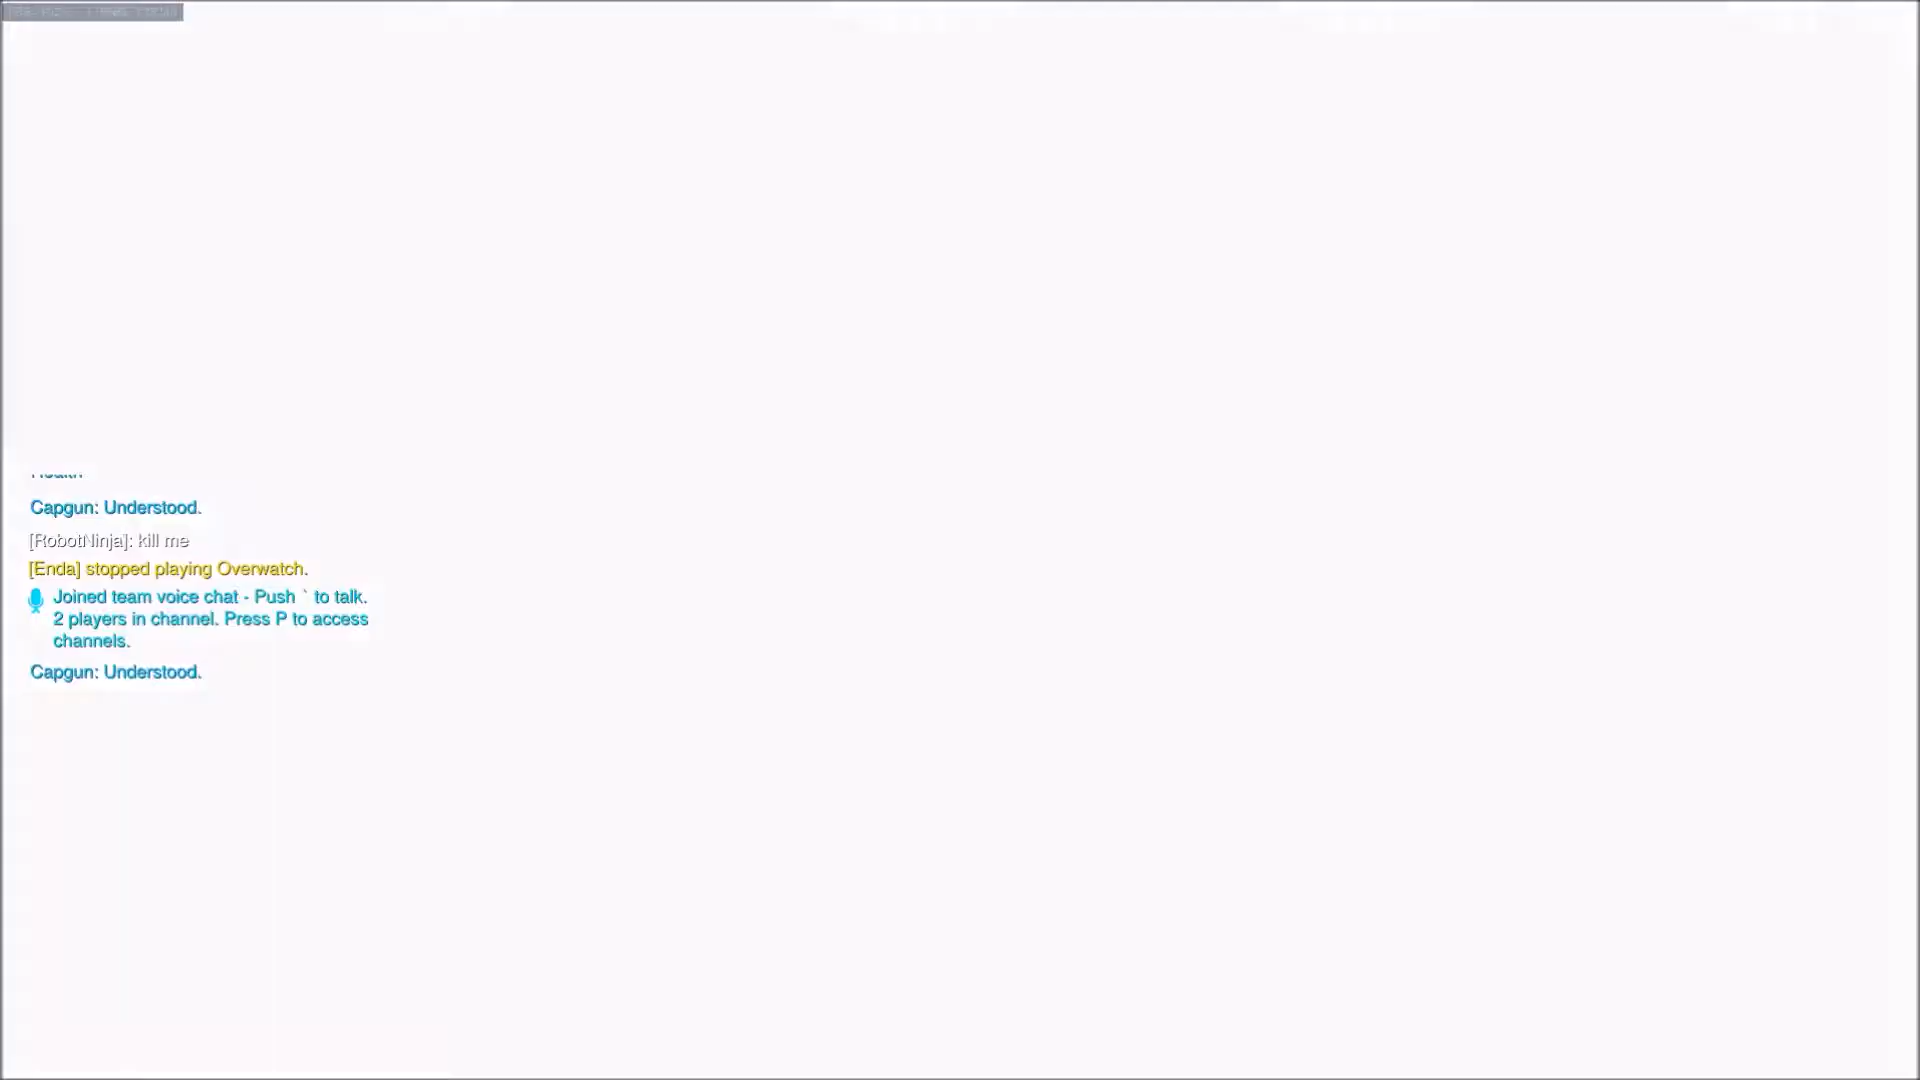 Capgun: Understood.
[RobotNinja]: kill me
[Enda] stopped playing Overwatch.
Joined team voice chat - Push ` to talk.
2 players in channel. Press P to access
channels.
Capgun: Understood.